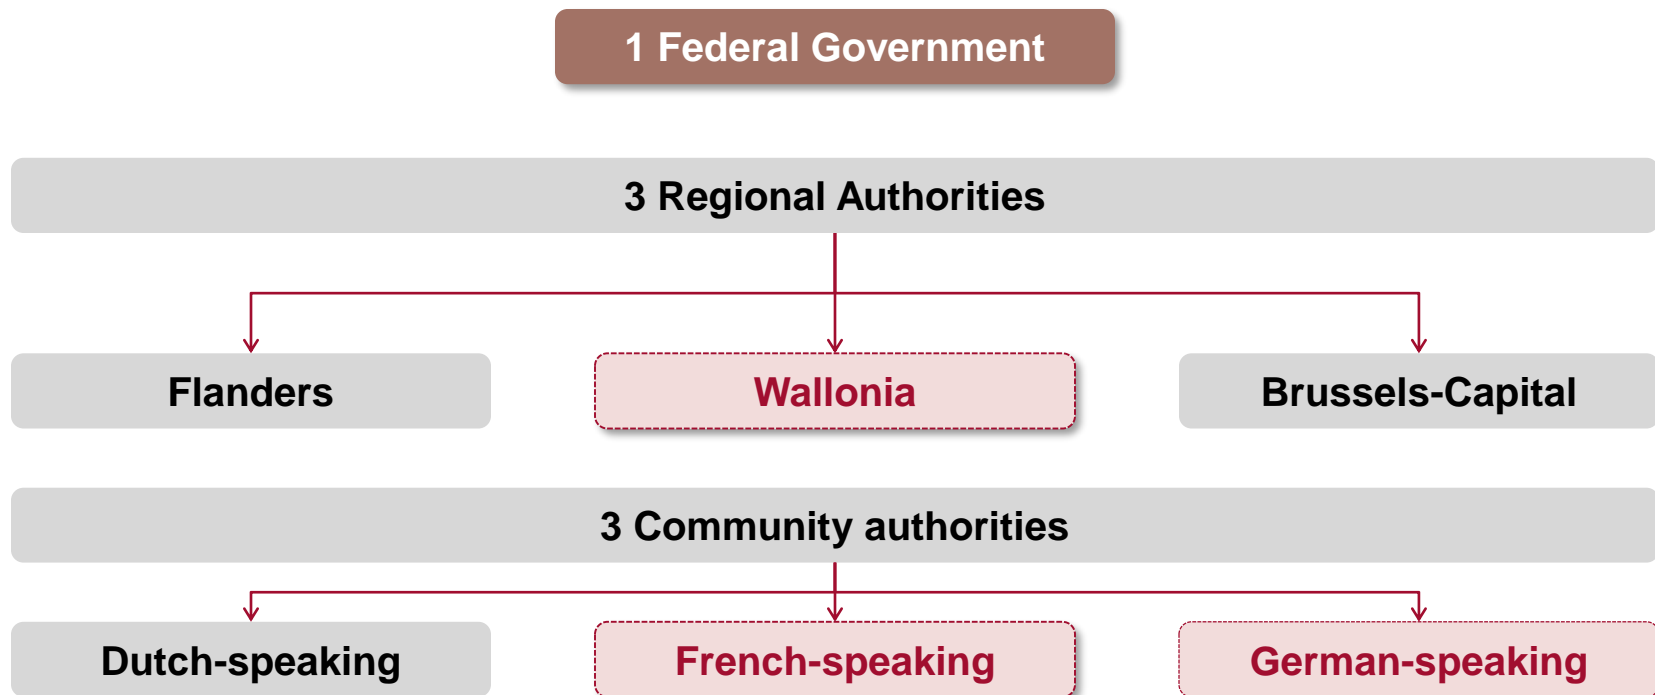 1 Federal Government
3 Regional Authorities
Flanders
Wallonia
Brussels-Capital
3 Community authorities
Dutch-speaking
French-speaking
German-speaking